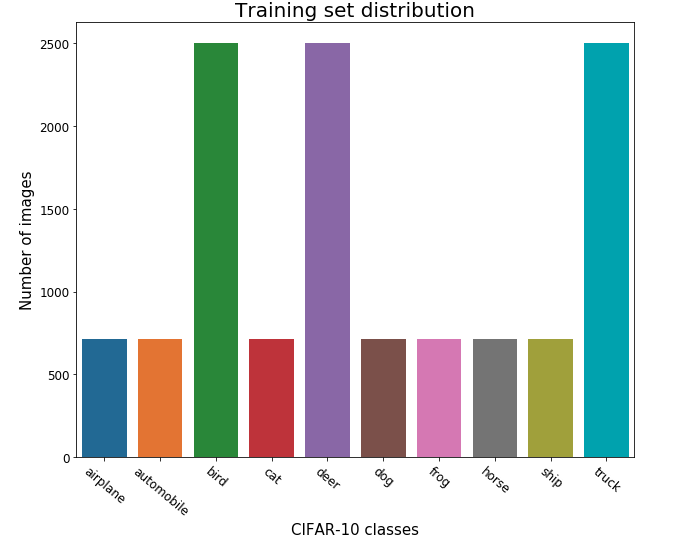 Training set distribution
Number of images
2500
2000
1500
1000
500
0
airplane
automobile
bird
cat
deer
dog
frog
horse
ship
truck
CIFAR-10 classes